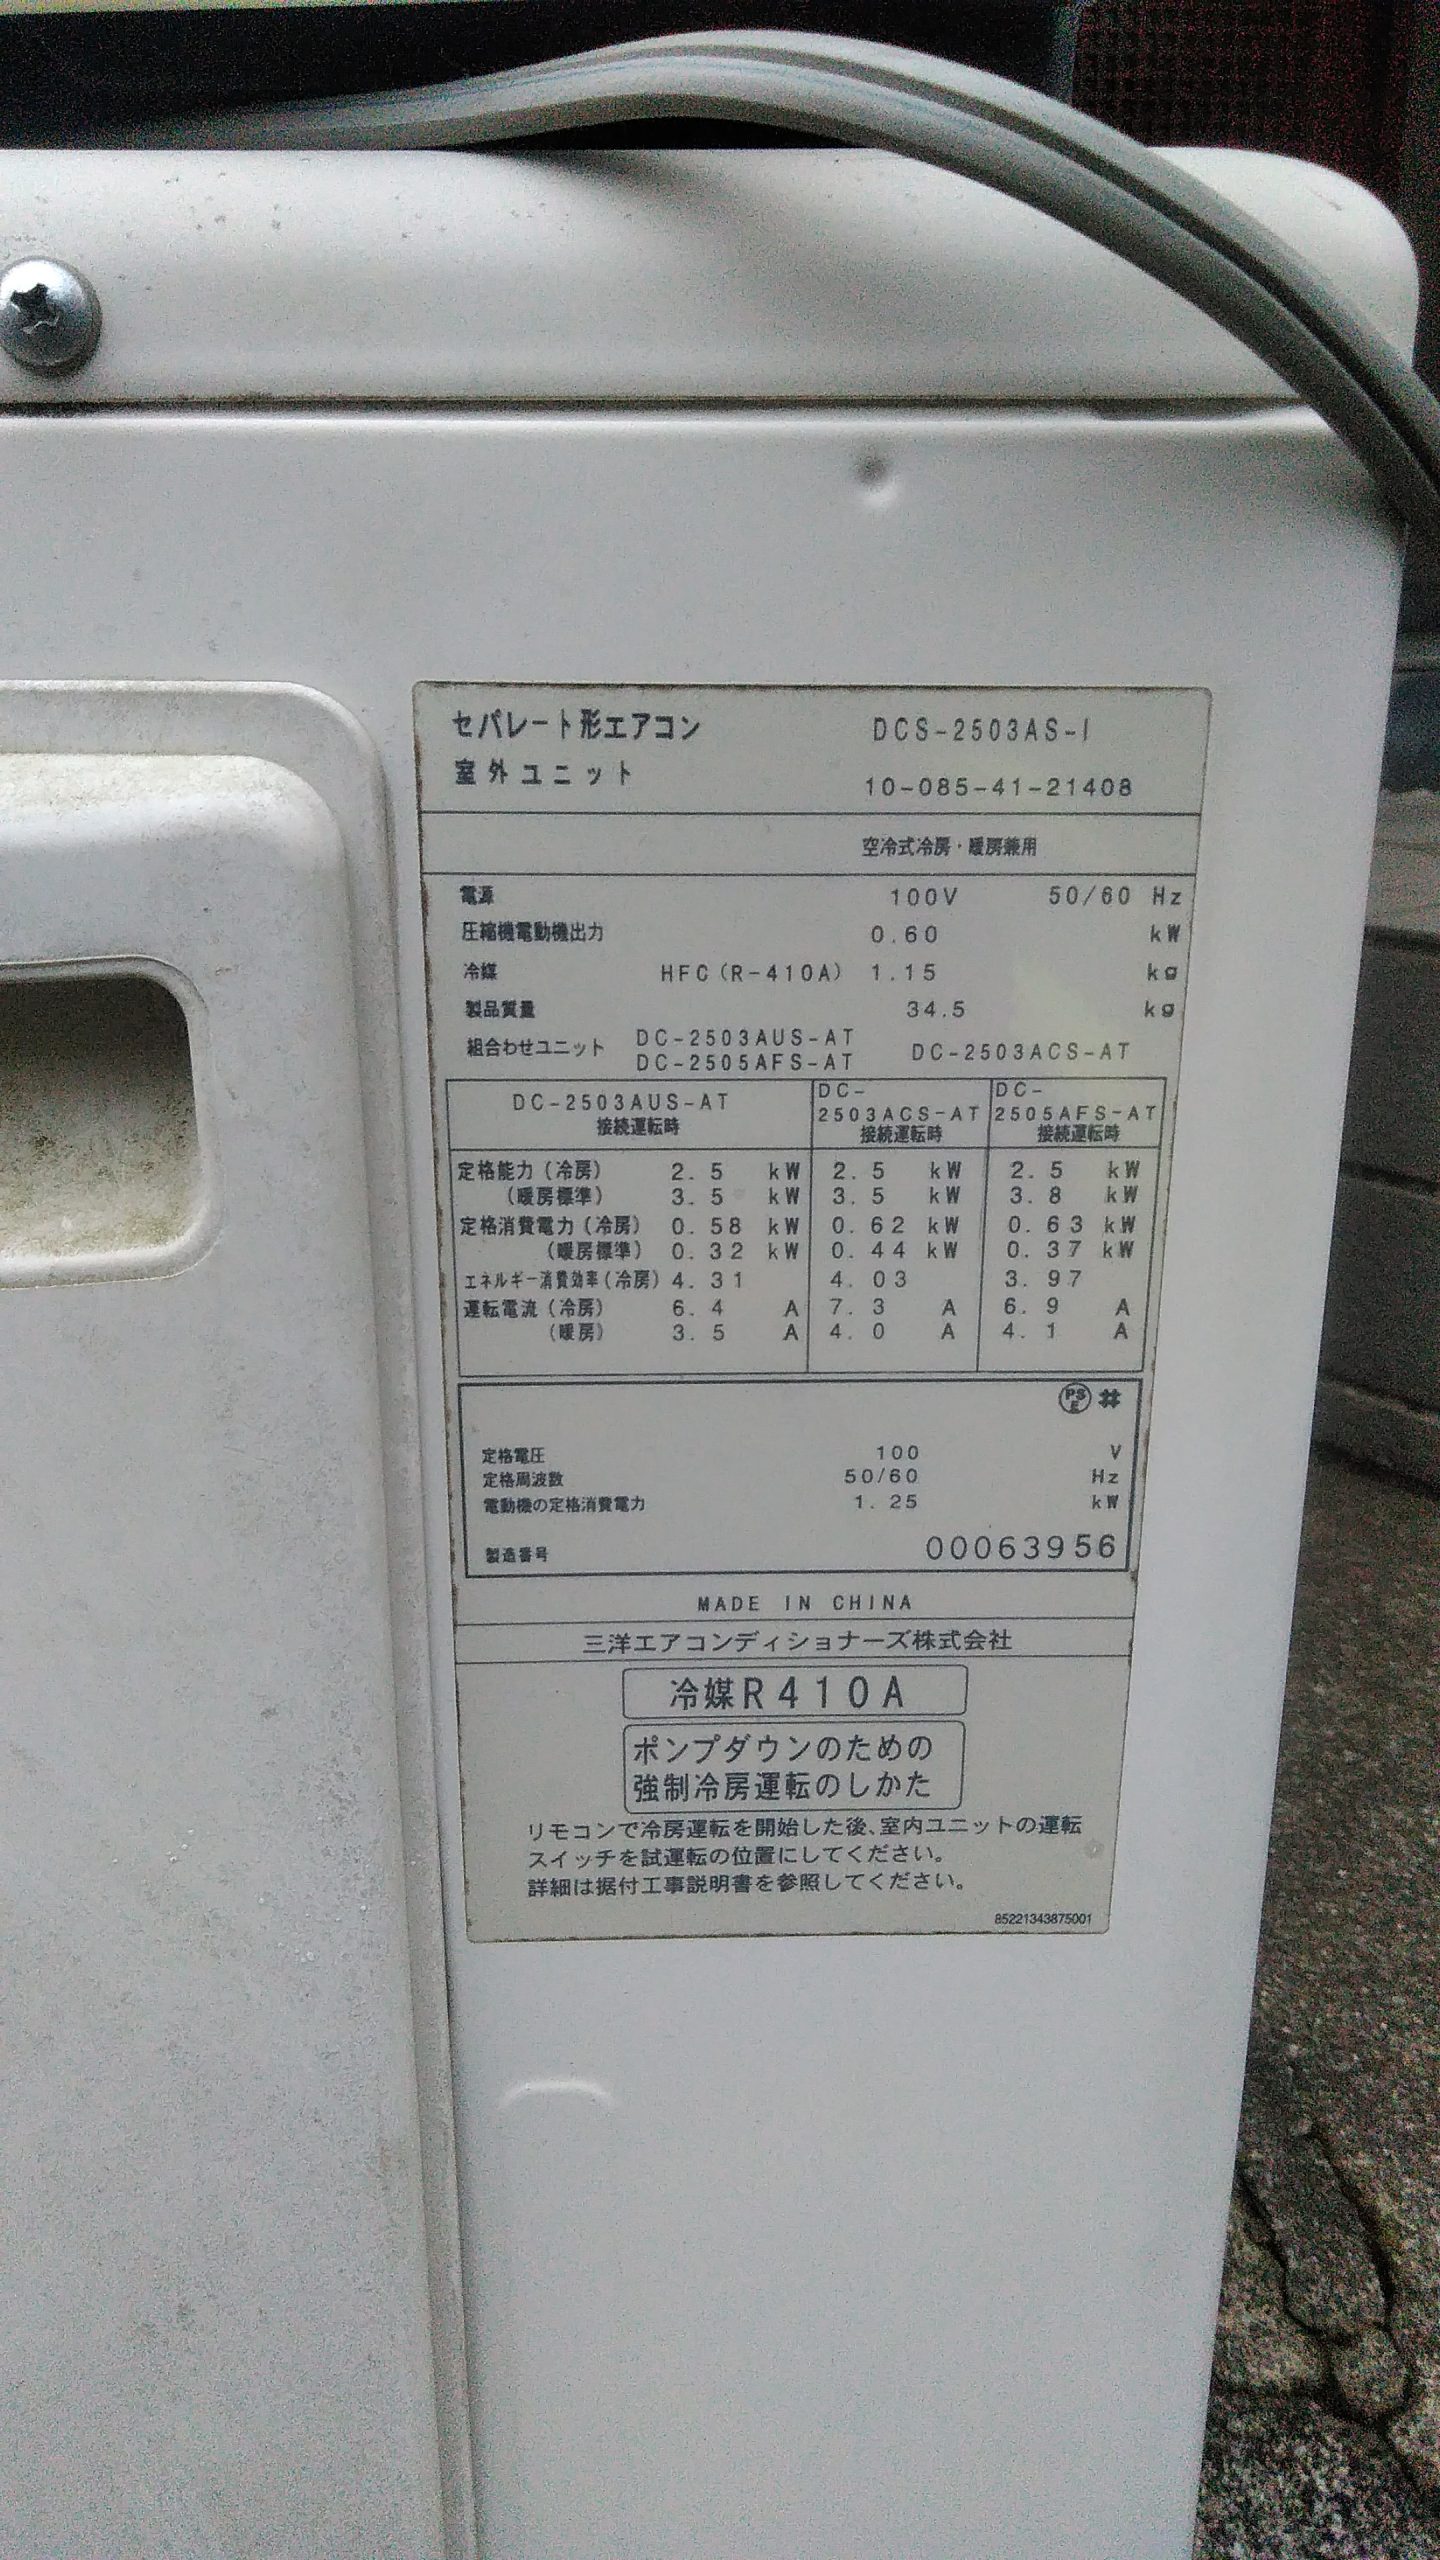 セパレート形エアコン DCS-2503AS-I
室外ユニット 10-085-41-21408
空冷式冷房・暖房兼用
電源 100V 50/60 Hz
圧縮機電動機出力 0.60 kW
冷媒 HFC(R-410A) 1.15 kg
製品質量 34.5 kg
組合わせユニット DC-2503AUS-AT DC-2503ACS-AT
DC-2505AFS-AT
DC-2503AUS-AT DC-2503ACS-AT DC-2505AFS-AT
接続運転時 接続運転時 接続運転時
定格能力(冷房) 2.5 kW 2.5 kW 2.5 kW
(暖房標準) 3.5 kW 3.5 kW 3.8 kW
定格消費電力(冷房) 0.58 kW 0.62 kW 0.63 kW
(暖房標準) 0.32 kW 0.44 kW 0.37 kW
エネルギー消費効率(冷房) 4.31 4.03 3.97
運転電流(冷房) 6.4 A 7.3 A 6.9 A
(暖房) 3.5 A 4.0 A 4.1 A
PSE #
定格電圧 100 V
定格周波数 50/60 Hz
電動機の定格消費電力 1.25 kW
製造番号 00063956
MADE IN CHINA
三洋エアコンディショナーズ株式会社
冷媒R410A
ポンプダウンのための
強制冷房運転のしかた
リモコンで冷房運転を開始した後、室内ユニットの運転
スイッチを試運転の位置にしてください。
詳細は据付工事説明書を参照してください。
85221343875001